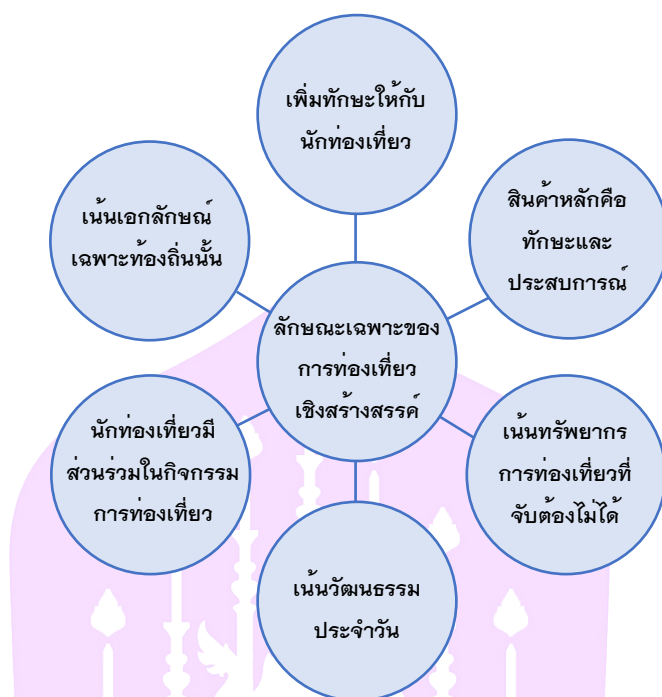 เพิ่มทักษะให้กับ
นักท่องเที่ยว
สินค้าหลักคือ
ทักษะและ
ประสบการณ์
เน้นทรัพยากร
การท่องเที่ยวที่
จับต้องไม่ได้
เน้นวัฒนธรรม
ประจำวัน
นักท่องเที่ยวมี
ส่วนร่วมในกิจกรรม
การท่องเที่ยว
เน้นเอกลักษณ์
เฉพาะท้องถิ่นนั้น
ลักษณะเฉพาะของ
การท่องเที่ยว
เชิงสร้างสรรค์